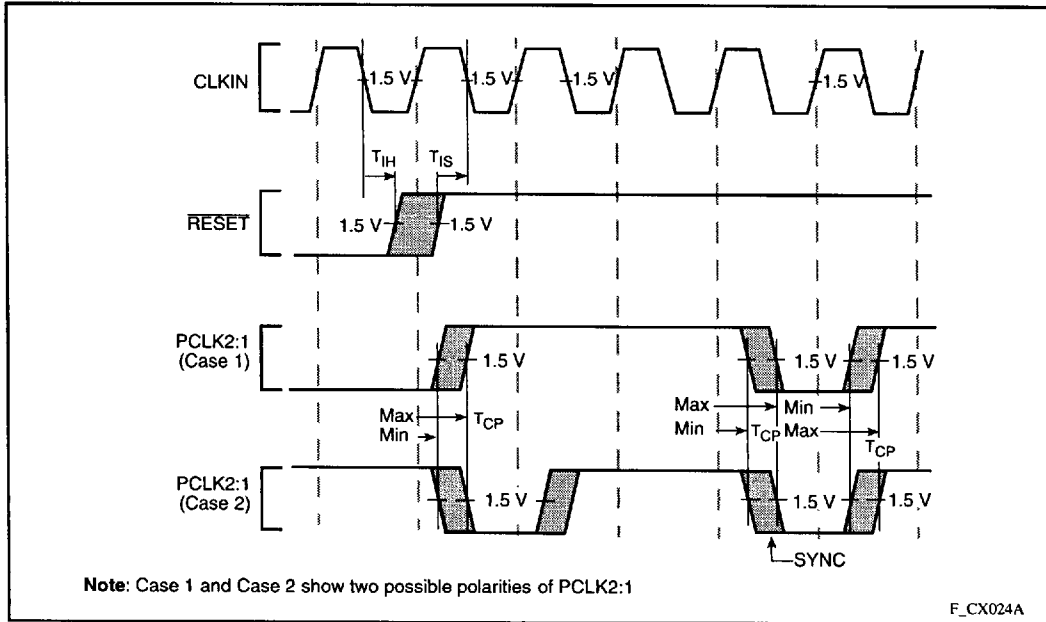 CLKIN
1.5 V 1.5 V 1.5 V 1.5 V
T_IH T_IS
RESET
1.5 V 1.5 V
PCLK2:1
(Case 1)
1.5 V 1.5 V 1.5 V
Max T_CP
Min
Max Min
Min T_CP Max
T_CP
PCLK2:1
(Case 2)
1.5 V 1.5 V 1.5 V
SYNC
Note: Case 1 and Case 2 show two possible polarities of PCLK2:1
F_CX024A